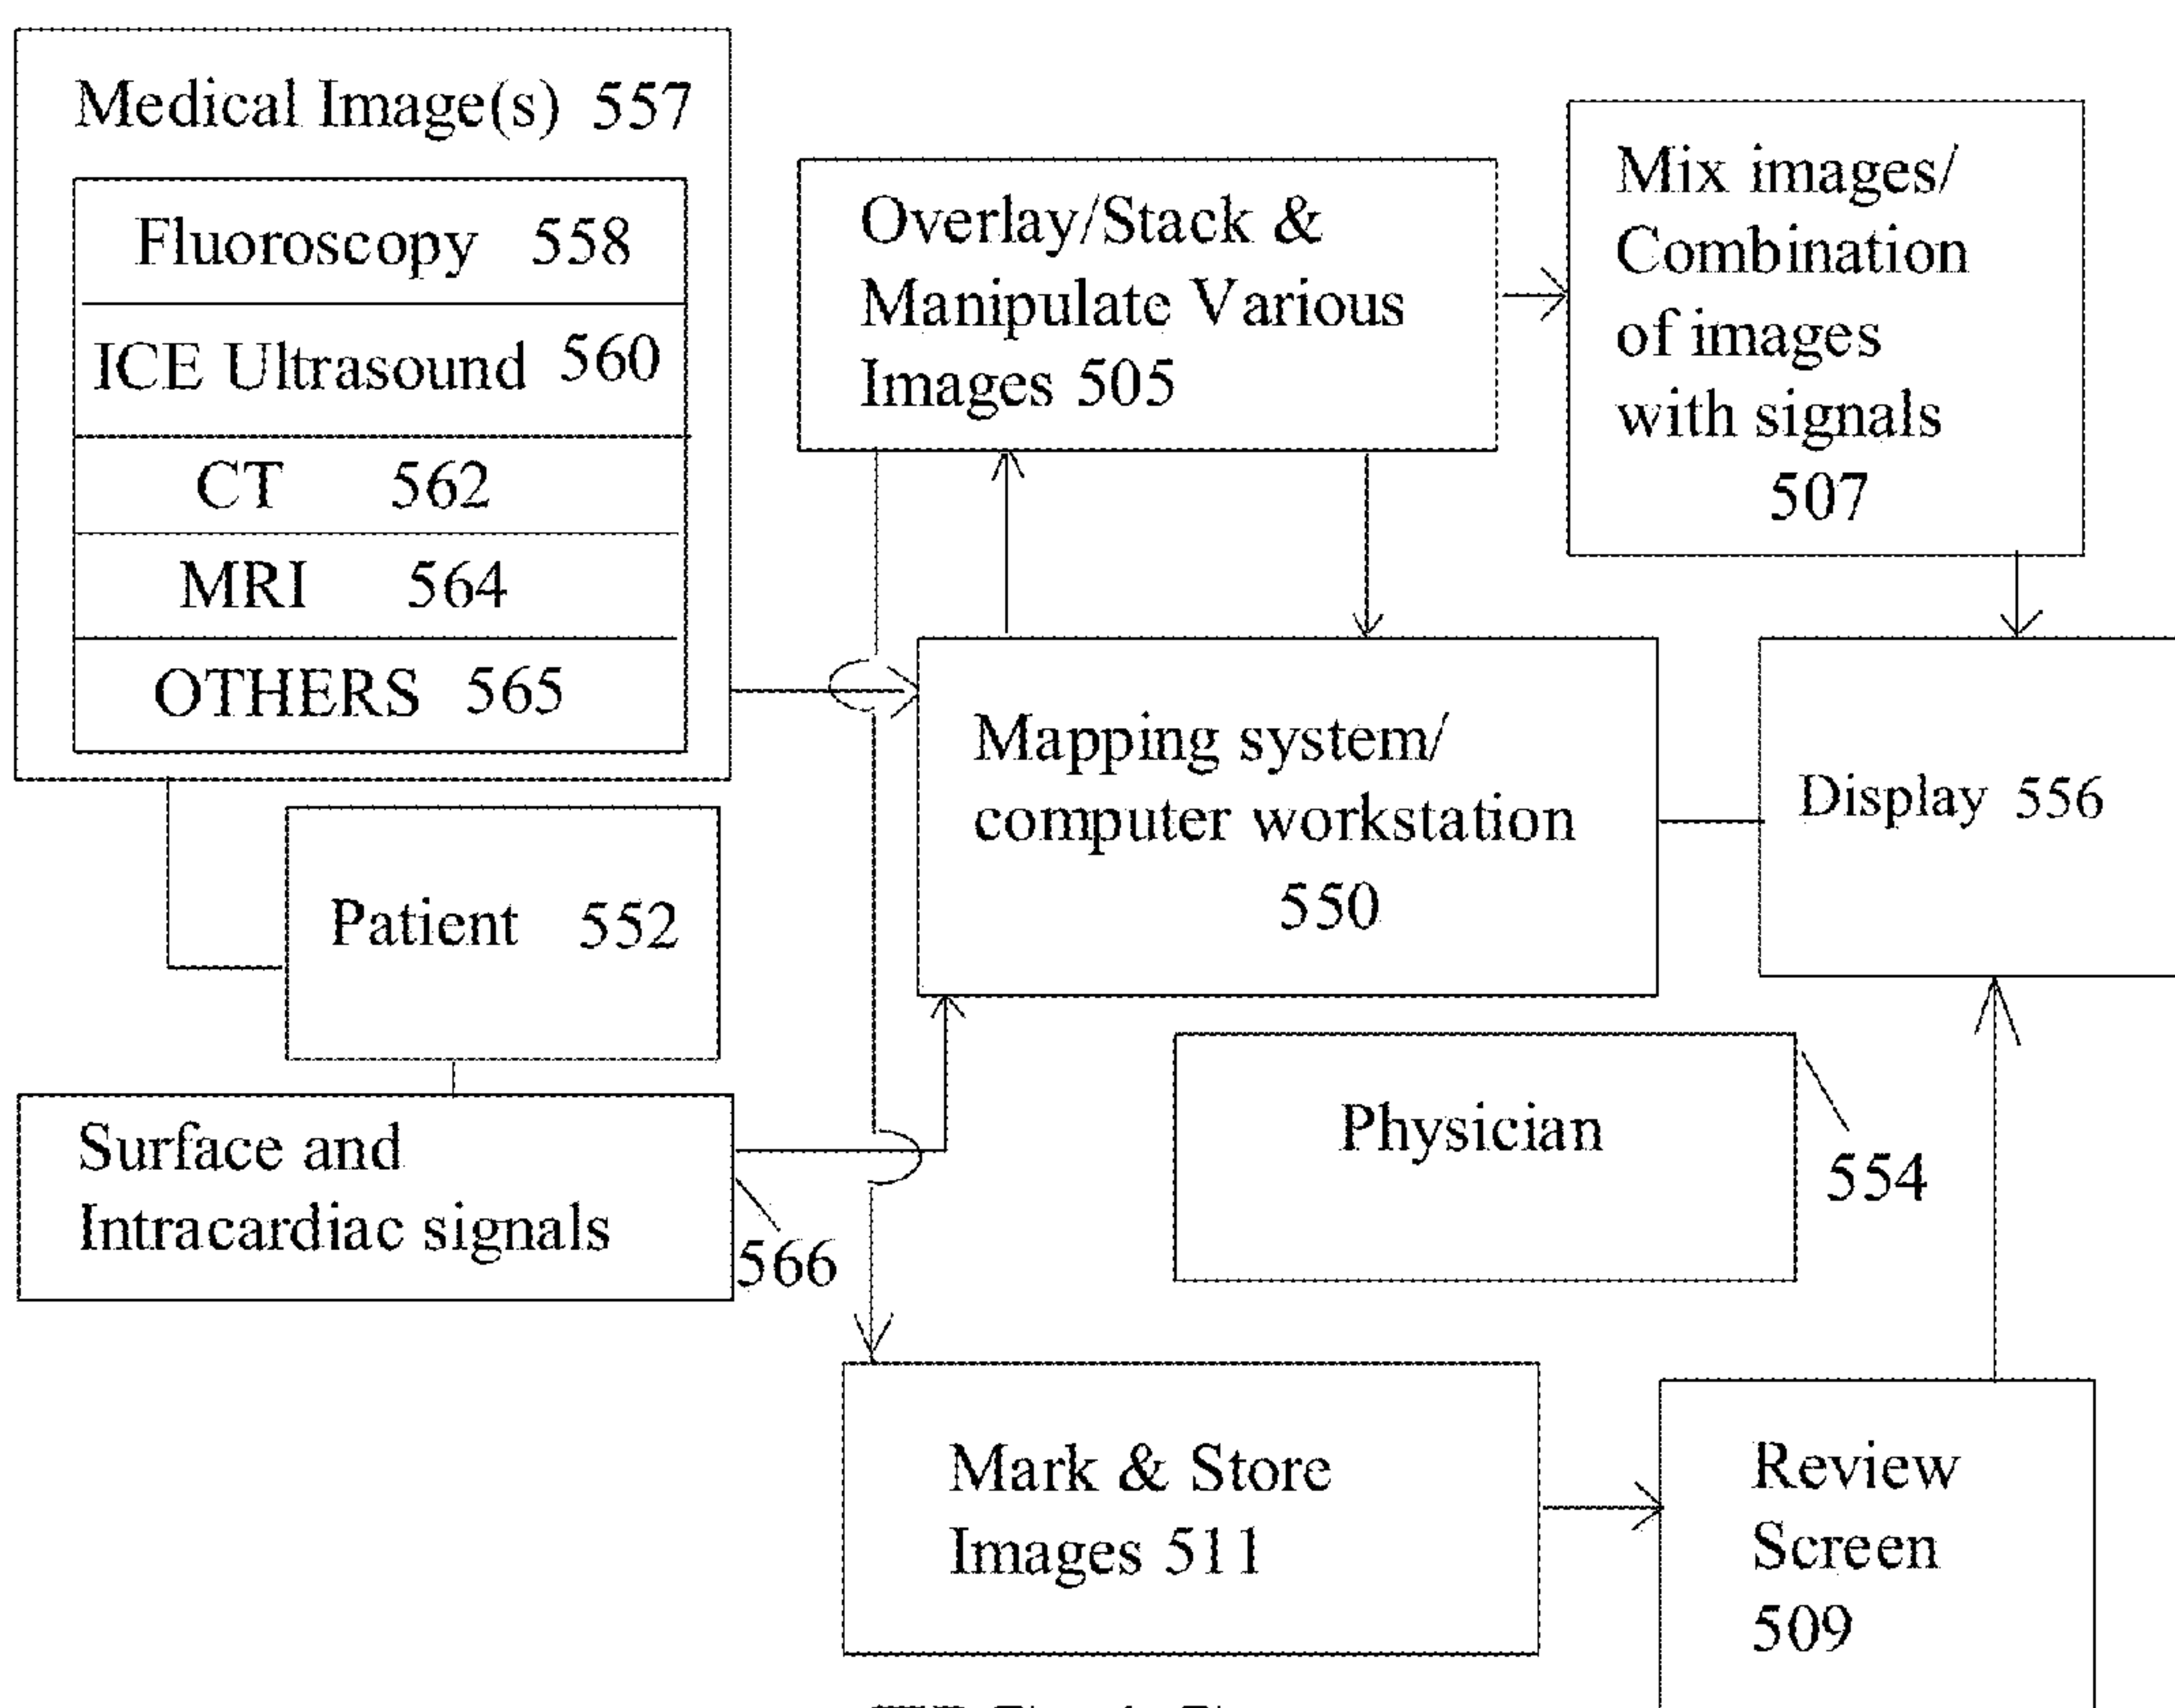 Medical Image(s) 557
Fluoroscopy 558
ICE Ultrasound 560
CT 562
MRI 564
OTHERS 565
Overlay/Stack &
Manipulate Various
Images 505
Mix images/
Combination
of images
with signals
507
Mapping system/
computer workstation
550
Display 556
Patient 552
Surface and
Intracardiac signals
566
Physician
554
Mark & Store
Images 511
Review
Screen
509